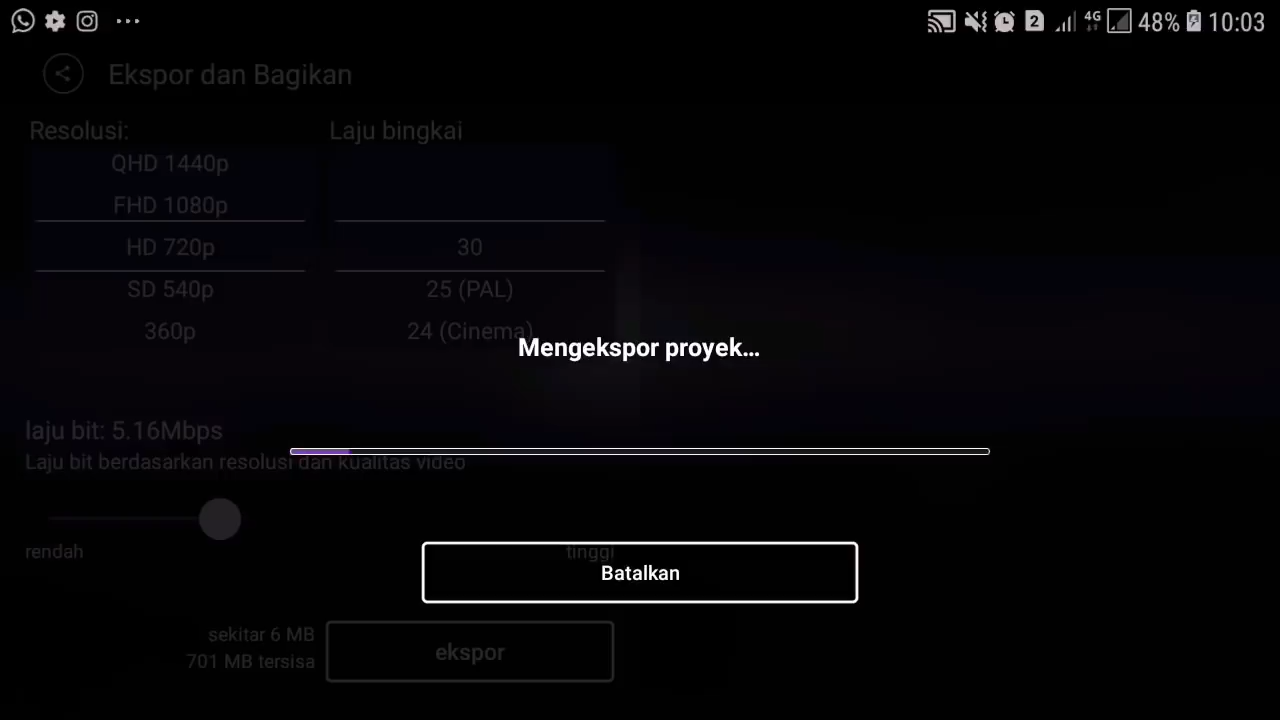 2 4G 48% 10:03
Ekspor dan Bagikan
Resolusi: Laju bingkai
QHD 1440p
FHD 1080p
HD 720p 30
SD 540p 25 (PAL)
360p 24 (Cinema)
Mengekspor proyek...
laju bit: 5.16Mbps
Laju bit berdasarkan resolusi dan kualitas video
rendah tinggi
Batalkan
sekitar 6 MB
701 MB tersisa
ekspor